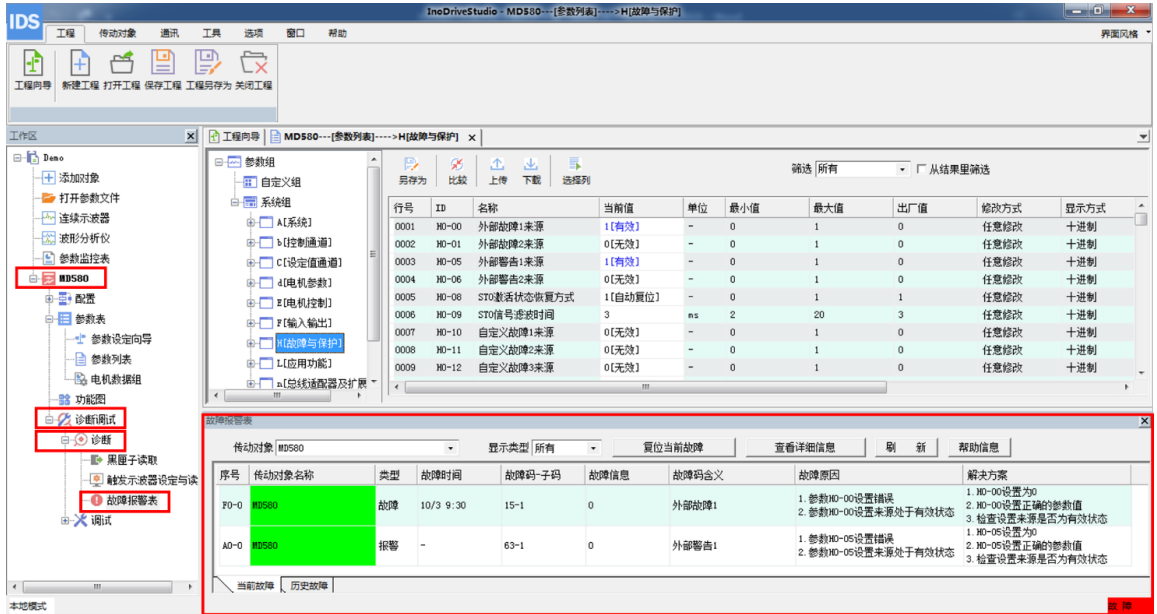 InoDriveStudio - MD580---[参数列表]---->H[故障与保护]
IDS
工程 传动对象 通讯 工具 选项 窗口 帮助 界面风格
工程向导 新建工程 打开工程 保存工程 工程另存为 关闭工程
工作区
Demo
添加对象
打开参数文件
连续示波器
波形分析仪
参数监控表
MD580
配置
参数表
参数设定向导
参数列表
电机数据组
功能图
诊断调试
诊断
黑匣子读取
触发示波器设定与读
故障报警表
调试
工程向导 MD580---[参数列表]---->H[故障与保护] x
参数组
自定义组
系统组
A[系统]
b[控制通道]
C[设定值通道]
d[电机参数]
E[电机控制]
F[输入输出]
H[故障与保护]
L[应用功能]
n[总线适配器及扩展
另存为 比较 上传 下载 选择列 筛选 所有 从结果里筛选
行号 ID 名称 当前值 单位 最小值 最大值 出厂值 修改方式 显示方式
0001 H0-00 外部故障1来源 1[有效] - 0 1 0 任意修改 十进制
0002 H0-01 外部故障2来源 0[无效] - 0 1 0 任意修改 十进制
0003 H0-05 外部警告1来源 1[有效] - 0 1 0 任意修改 十进制
0004 H0-06 外部警告2来源 0[无效] - 0 1 0 任意修改 十进制
0005 H0-08 STO激活状态恢复方式 1[自动复位] - 0 1 1 任意修改 十进制
0006 H0-09 STO信号滤波时间 3 ms 2 20 3 任意修改 十进制
0007 H0-10 自定义故障1来源 0[无效] - 0 1 0 任意修改 十进制
0008 H0-11 自定义故障2来源 0[无效] - 0 1 0 任意修改 十进制
0009 H0-12 自定义故障3来源 0[无效] - 0 1 0 任意修改 十进制
故障报警表
传动对象 MD580 显示类型 所有 复位当前故障 查看详细信息 刷 新 帮助信息
序号 传动对象名称 类型 故障时间 故障码-子码 故障信息 故障码含义 故障原因 解决方案
F0-0 MD580 故障 10/3 9:30 15-1 0 外部故障1
1. 参数H0-00设置错误
2. 参数H0-00设置来源处于有效状态
1. H0-00设置为0
2. H0-00设置正确的参数值
3. 检查设置来源是否为有效状态
A0-0 MD580 报警 - 63-1 0 外部警告1
1. 参数H0-05设置错误
2. 参数H0-05设置来源处于有效状态
1. H0-05设置为0
2. H0-05设置正确的参数值
3. 检查设置来源是否为有效状态
当前故障 历史故障
本地模式 故 障